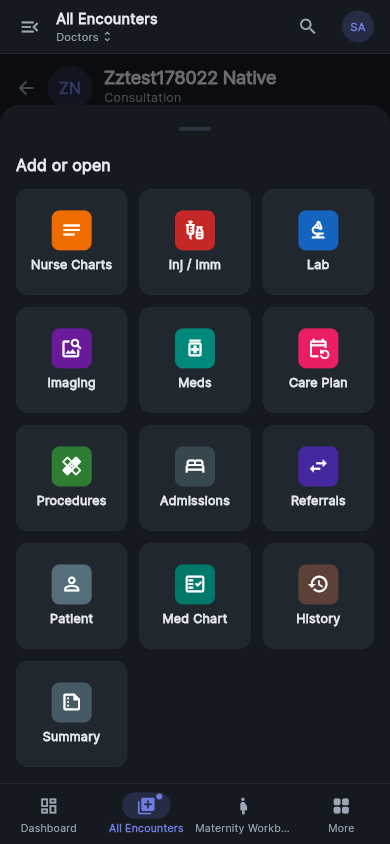 All Encounters
Doctors
SA
ZN
Zztest178022 Native
Consultation
Add or open
Nurse Charts
Inj / Imm
Lab
Imaging
Meds
Care Plan
Procedures
Admissions
Referrals
Patient
Med Chart
History
Summary
Dashboard
All Encounters
Maternity Workb...
More